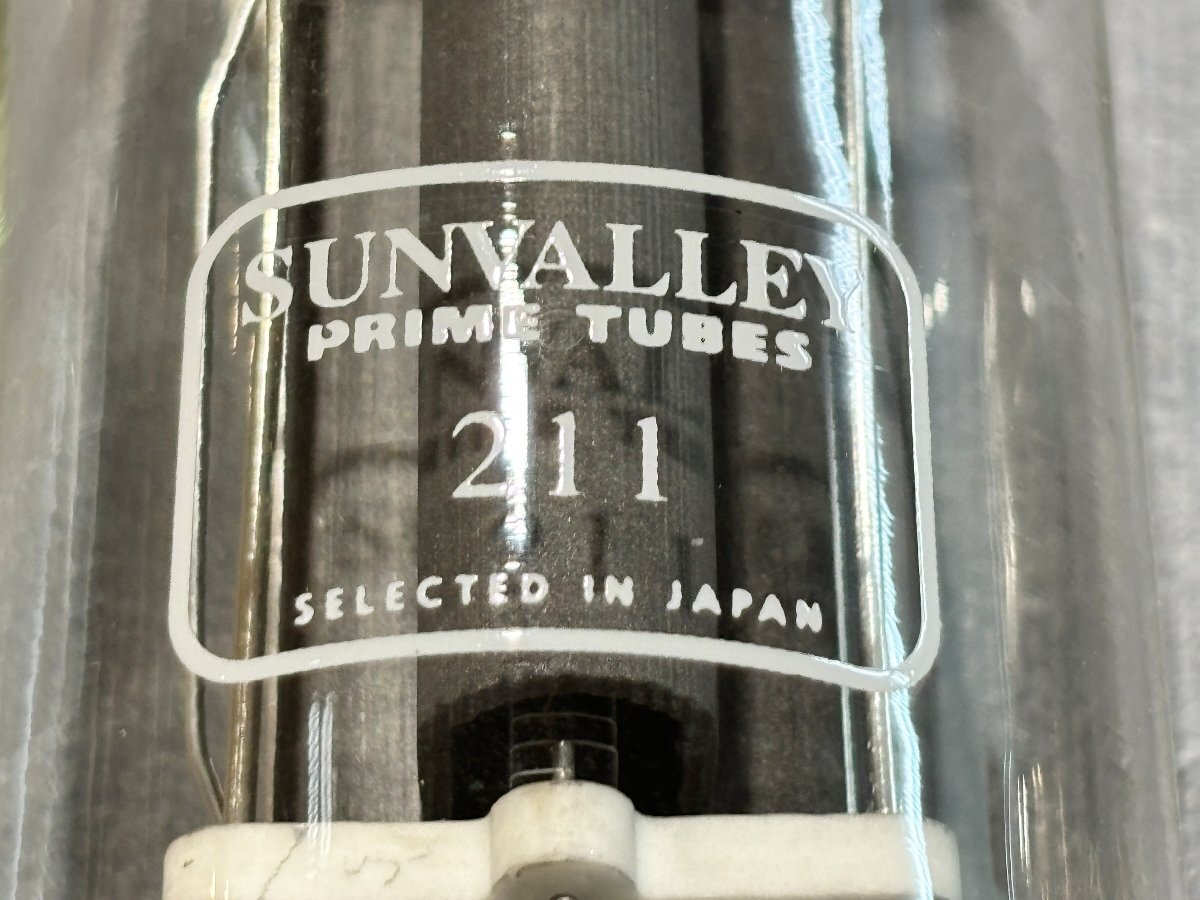 SUNVALLEY
PRIME TUBES
211
SELECTED IN JAPAN